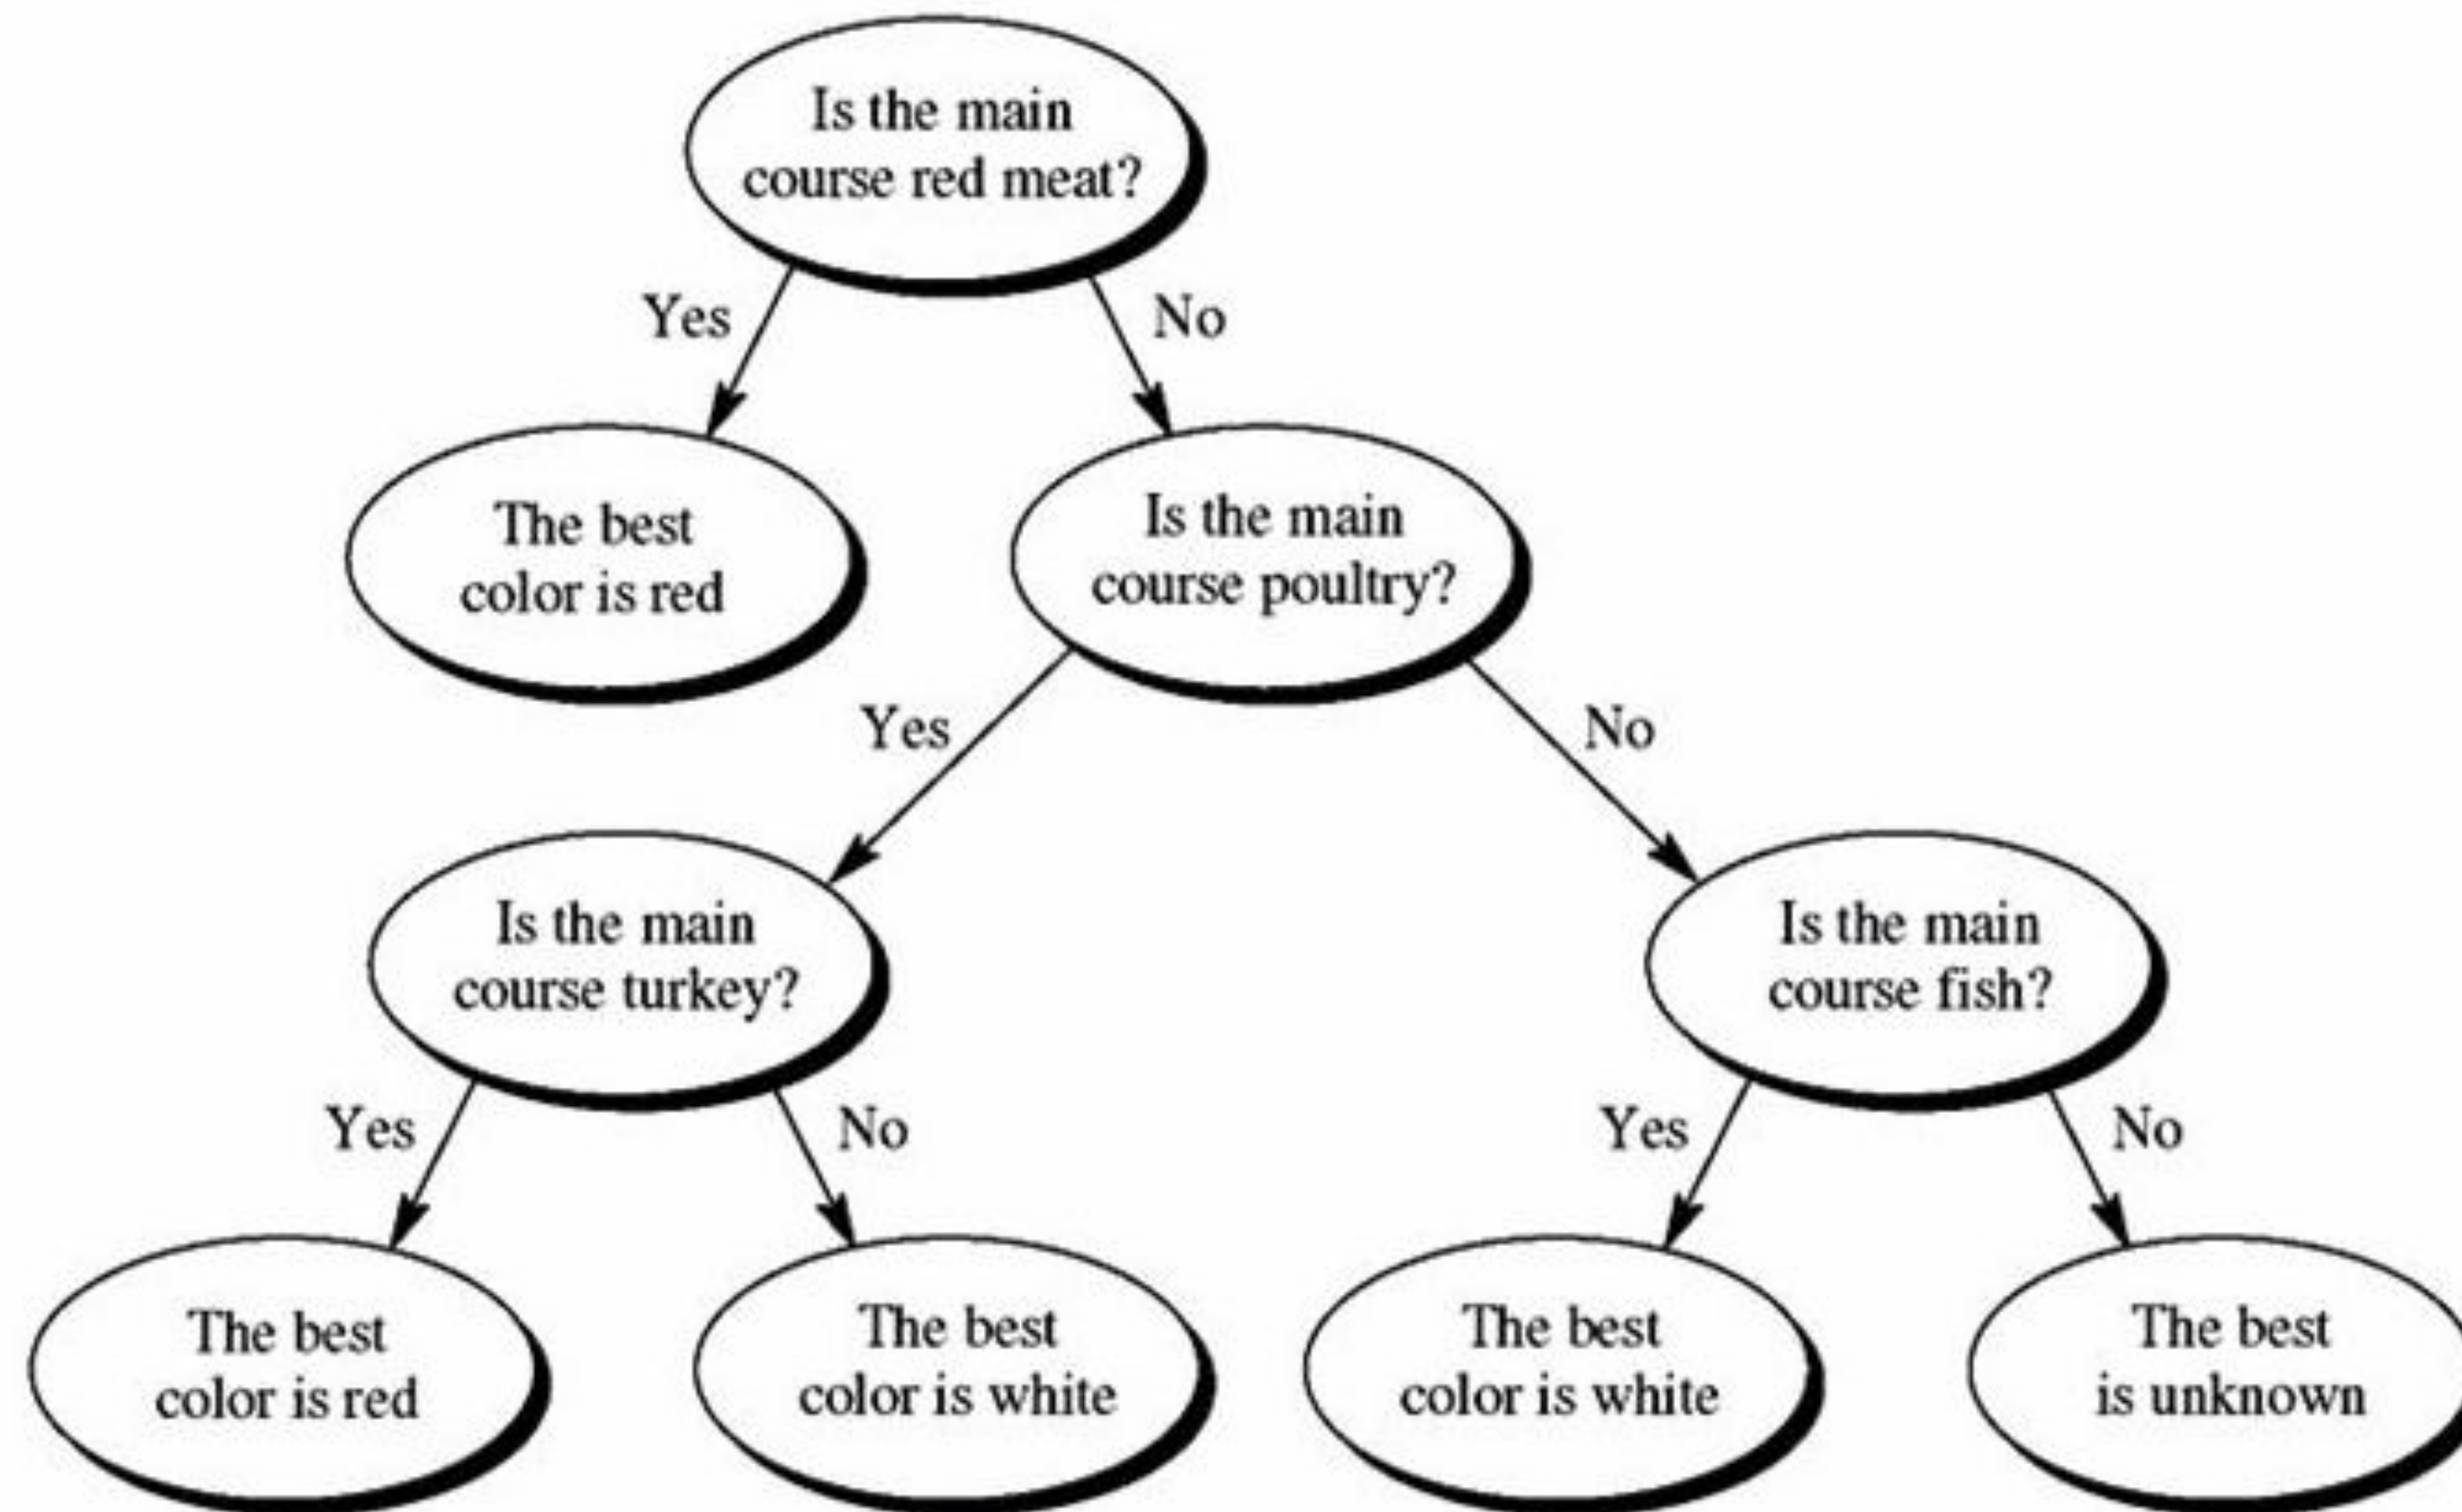 Is the main
course red meat?
Yes
No
The best
color is red
Is the main
course poultry?
Yes
No
Is the main
course turkey?
Is the main
course fish?
Yes
No
Yes
No
The best
color is red
The best
color is white
The best
color is white
The best
is unknown